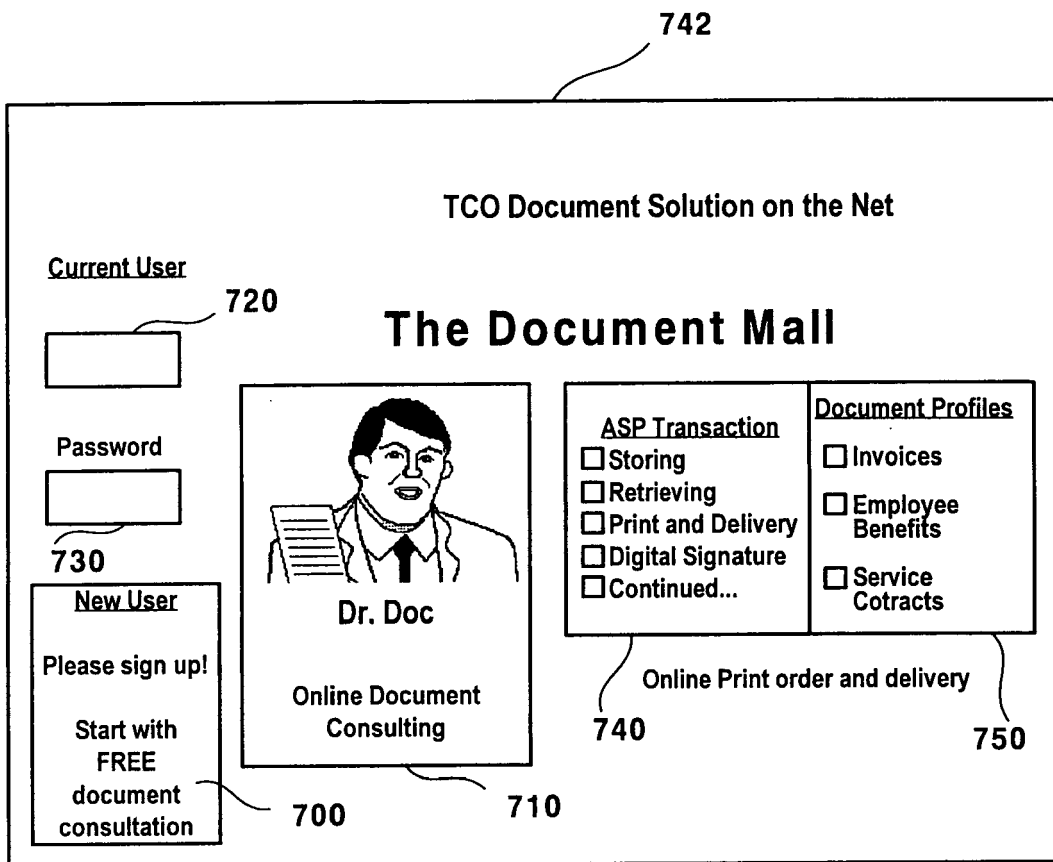 742
TCO Document Solution on the Net
Current User
720
The Document Mall
Password
730
New User
Please sign up!
Start with
FREE
document
consultation
700
Dr. Doc
Online Document
Consulting
710
ASP Transaction
Storing
Retrieving
Print and Delivery
Digital Signature
Continued...
740
Document Profiles
Invoices
Employee
Benefits
Service
Cotracts
750
Online Print order and delivery